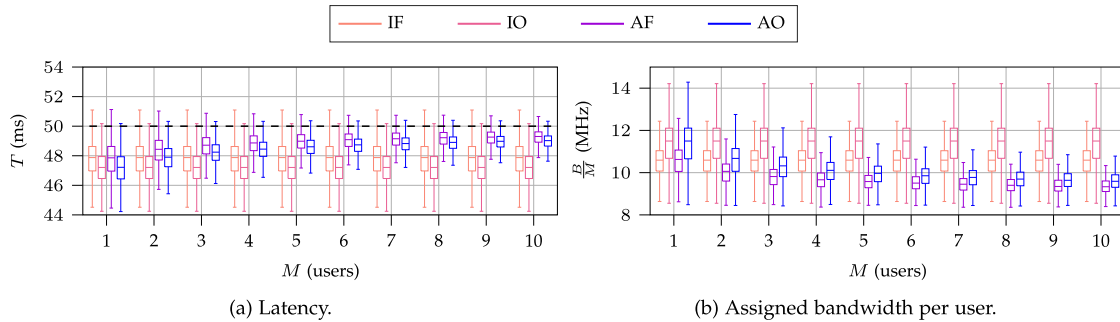 IF IO AF AO
54
52
50
48
46
44
T (ms)
1 2 3 4 5 6 7 8 9 10
M (users)
(a) Latency.
14
12
10
8
B/M (MHz)
1 2 3 4 5 6 7 8 9 10
M (users)
(b) Assigned bandwidth per user.